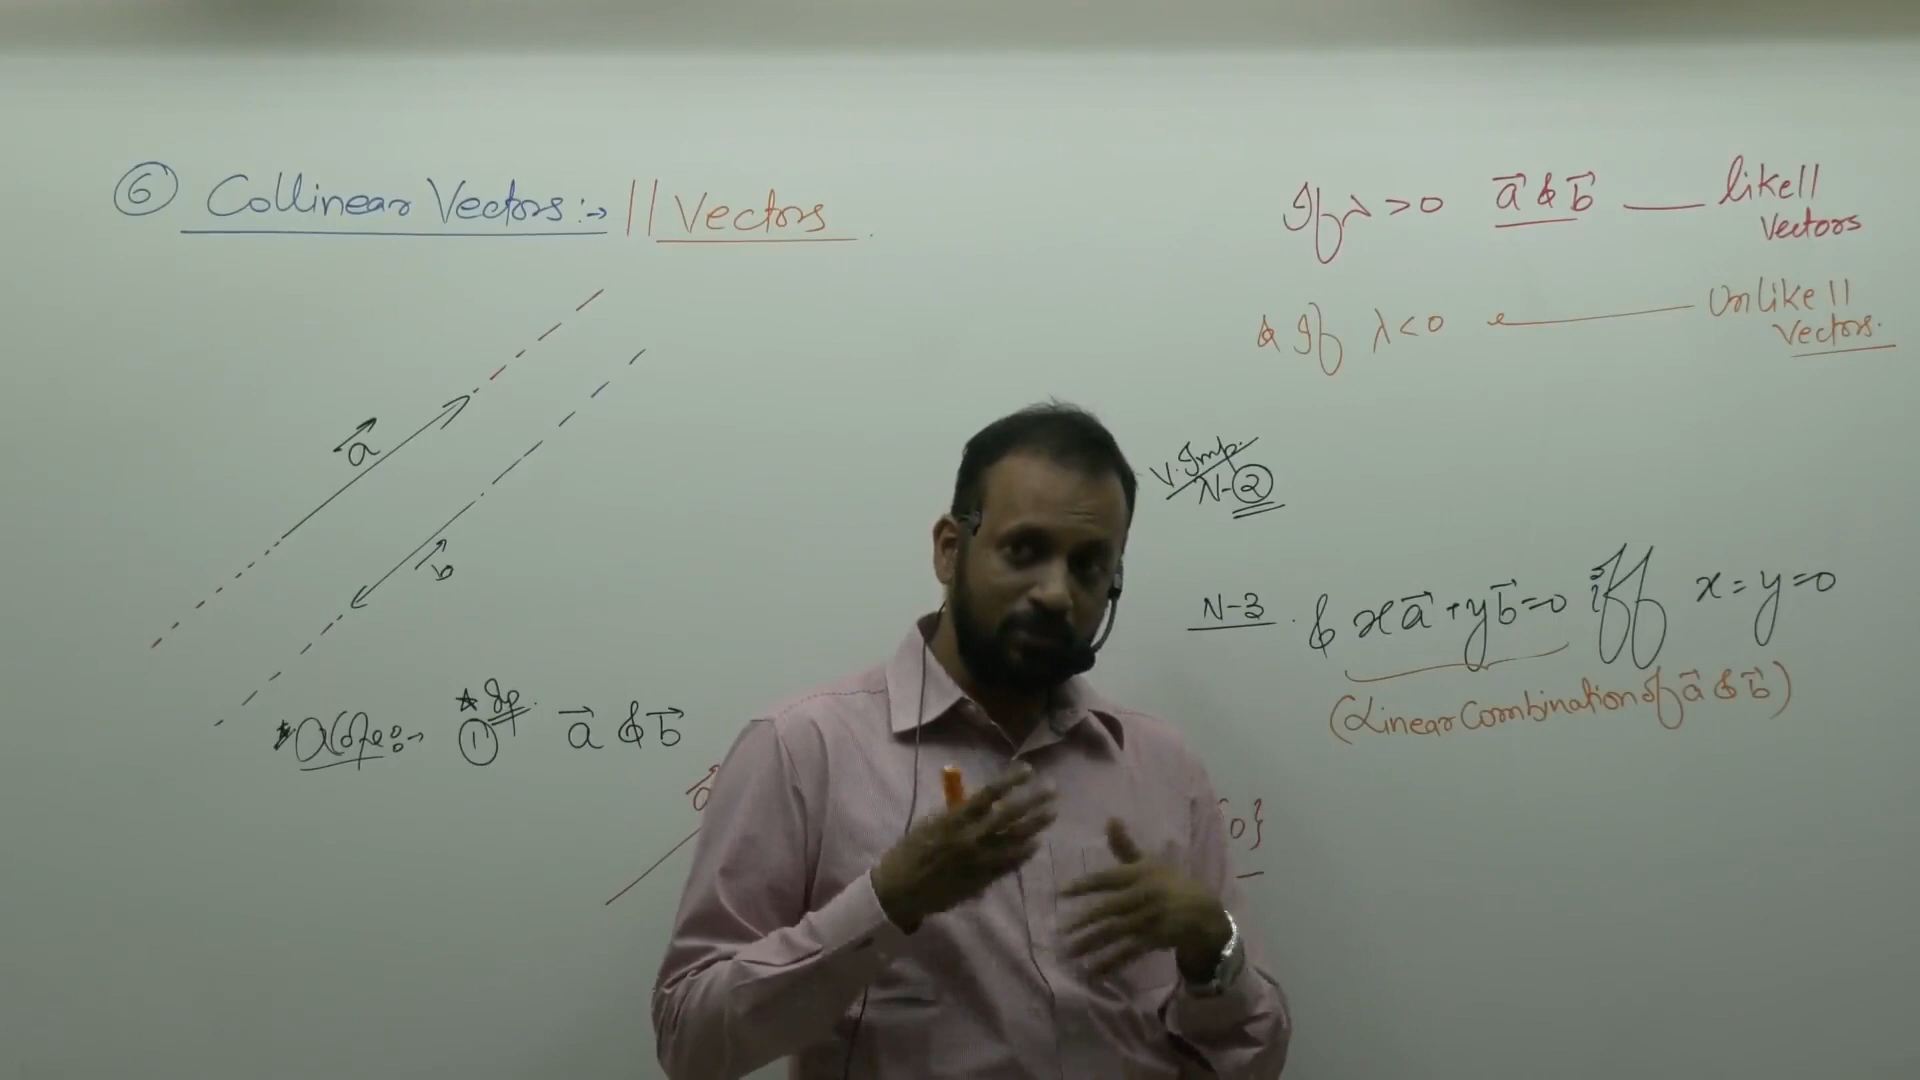 ⑥ Collinear Vectors :→ || Vectors
a⃗
b⃗
① a⃗ & b⃗
a⃗
If λ > 0 a⃗ & b⃗ — like ||
Vectors
If λ < 0 — Unlike ||
Vectors.
V. Imp.
N-②
N-3 . & xa⃗ + yb⃗ = 0 iff x = y = 0
(Linear Combination of a⃗ & b⃗)
0}